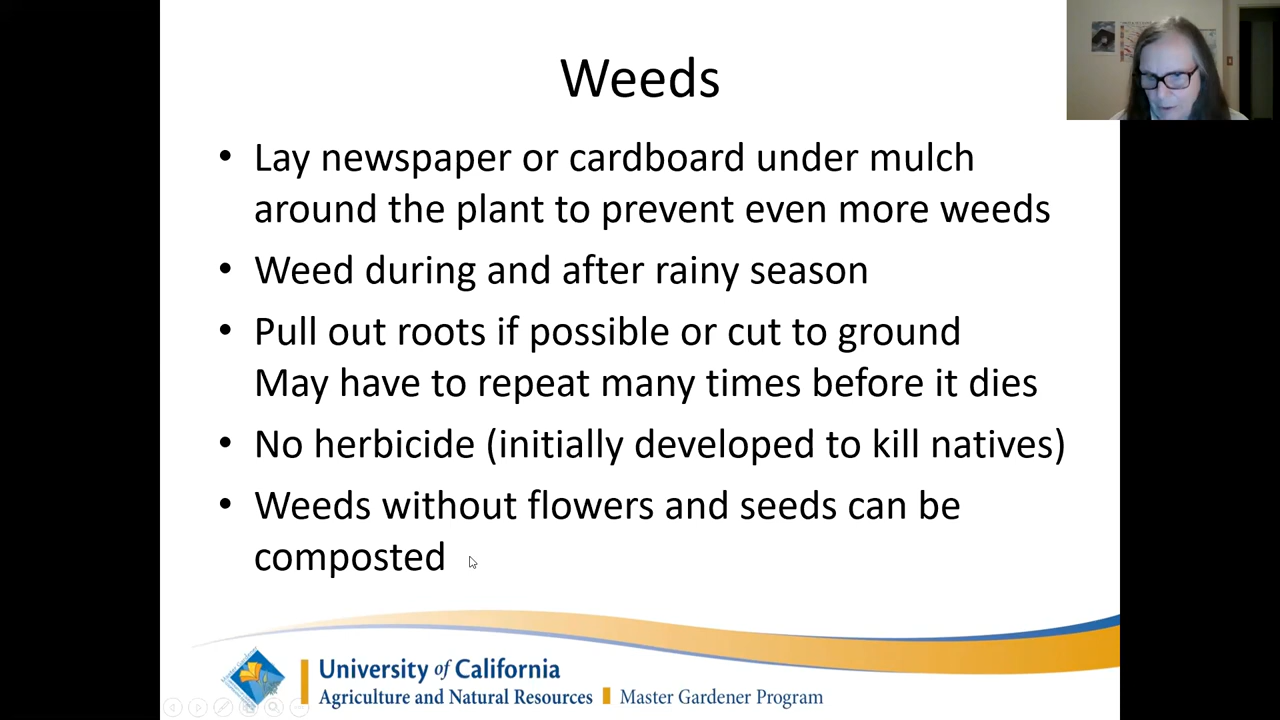 Weeds
• Lay newspaper or cardboard under mulch
around the plant to prevent even more weeds
• Weed during and after rainy season
• Pull out roots if possible or cut to ground
May have to repeat many times before it dies
• No herbicide (initially developed to kill natives)
• Weeds without flowers and seeds can be
composted
University of California
Agriculture and Natural Resources Master Gardener Program